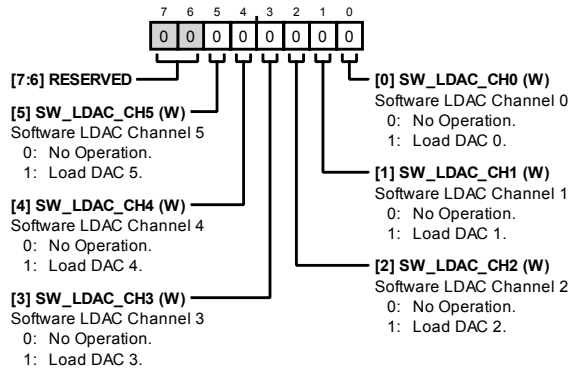 7 6 5 4 3 2 1 0
0 0 0 0 0 0 0 0
[7:6] RESERVED
[5] SW_LDAC_CH5 (W)
Software LDAC Channel 5
0: No Operation.
1: Load DAC 5.
[4] SW_LDAC_CH4 (W)
Software LDAC Channel 4
0: No Operation.
1: Load DAC 4.
[3] SW_LDAC_CH3 (W)
Software LDAC Channel 3
0: No Operation.
1: Load DAC 3.
[0] SW_LDAC_CH0 (W)
Software LDAC Channel 0
0: No Operation.
1: Load DAC 0.
[1] SW_LDAC_CH1 (W)
Software LDAC Channel 1
0: No Operation.
1: Load DAC 1.
[2] SW_LDAC_CH2 (W)
Software LDAC Channel 2
0: No Operation.
1: Load DAC 2.